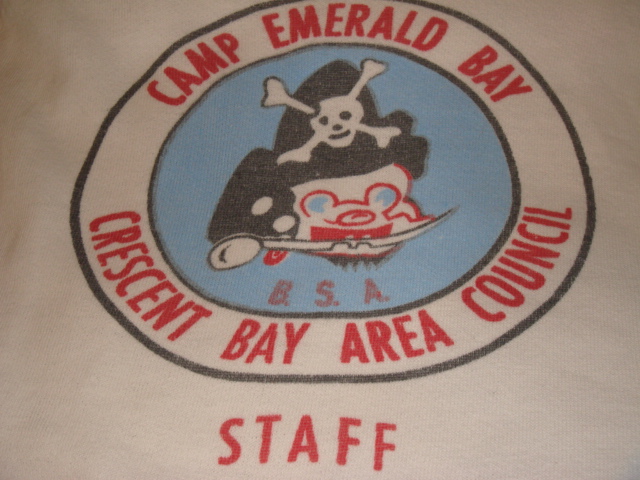 CAMP EMERALD BAY
B. S. A.
CRESCENT BAY AREA COUNCIL
STAFF